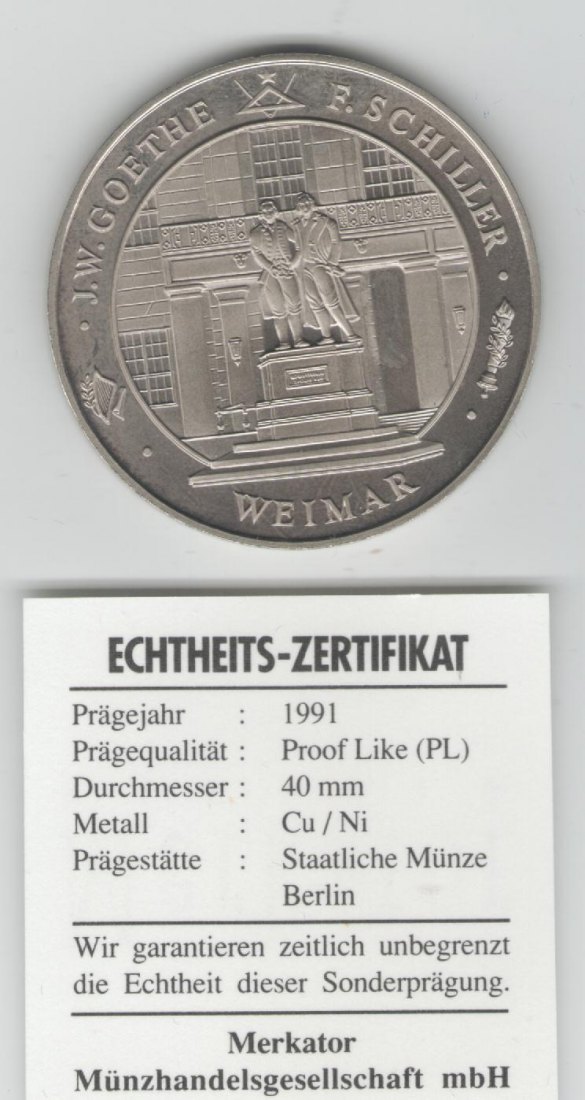 J.W. GOETHE F. SCHILLER
WEIMAR
ECHTHEITS-ZERTIFIKAT
Prägejahr : 1991
Prägequalität : Proof Like (PL)
Durchmesser : 40 mm
Metall : Cu / Ni
Prägestätte : Staatliche Münze
Berlin
Wir garantieren zeitlich unbegrenzt
die Echtheit dieser Sonderprägung.
Merkator
Münzhandelsgesellschaft mbH